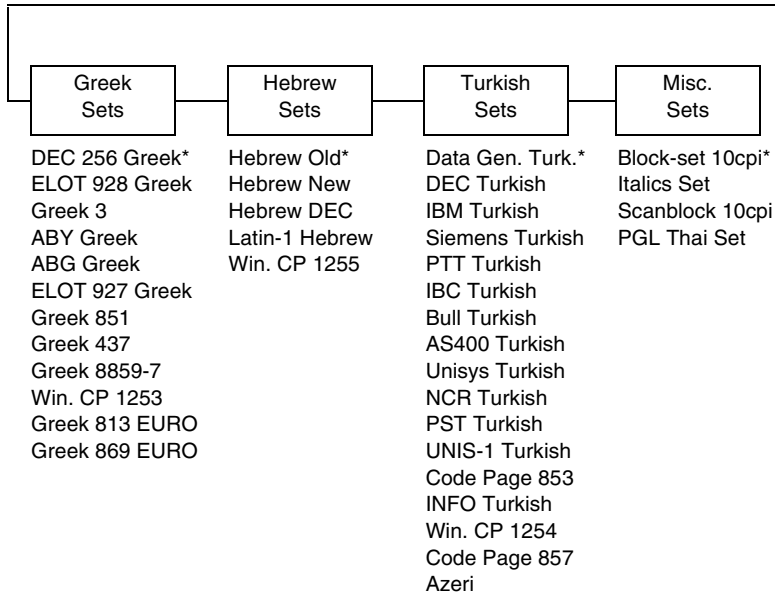 Greek
Sets
DEC 256 Greek*
ELOT 928 Greek
Greek 3
ABY Greek
ABG Greek
ELOT 927 Greek
Greek 851
Greek 437
Greek 8859-7
Win. CP 1253
Greek 813 EURO
Greek 869 EURO
Hebrew
Sets
Hebrew Old*
Hebrew New
Hebrew DEC
Latin-1 Hebrew
Win. CP 1255
Turkish
Sets
Data Gen. Turk.*
DEC Turkish
IBM Turkish
Siemens Turkish
PTT Turkish
IBC Turkish
Bull Turkish
AS400 Turkish
Unisys Turkish
NCR Turkish
PST Turkish
UNIS-1 Turkish
Code Page 853
INFO Turkish
Win. CP 1254
Code Page 857
Azeri
Misc.
Sets
Block-set 10cpi*
Italics Set
Scanblock 10cpi
PGL Thai Set